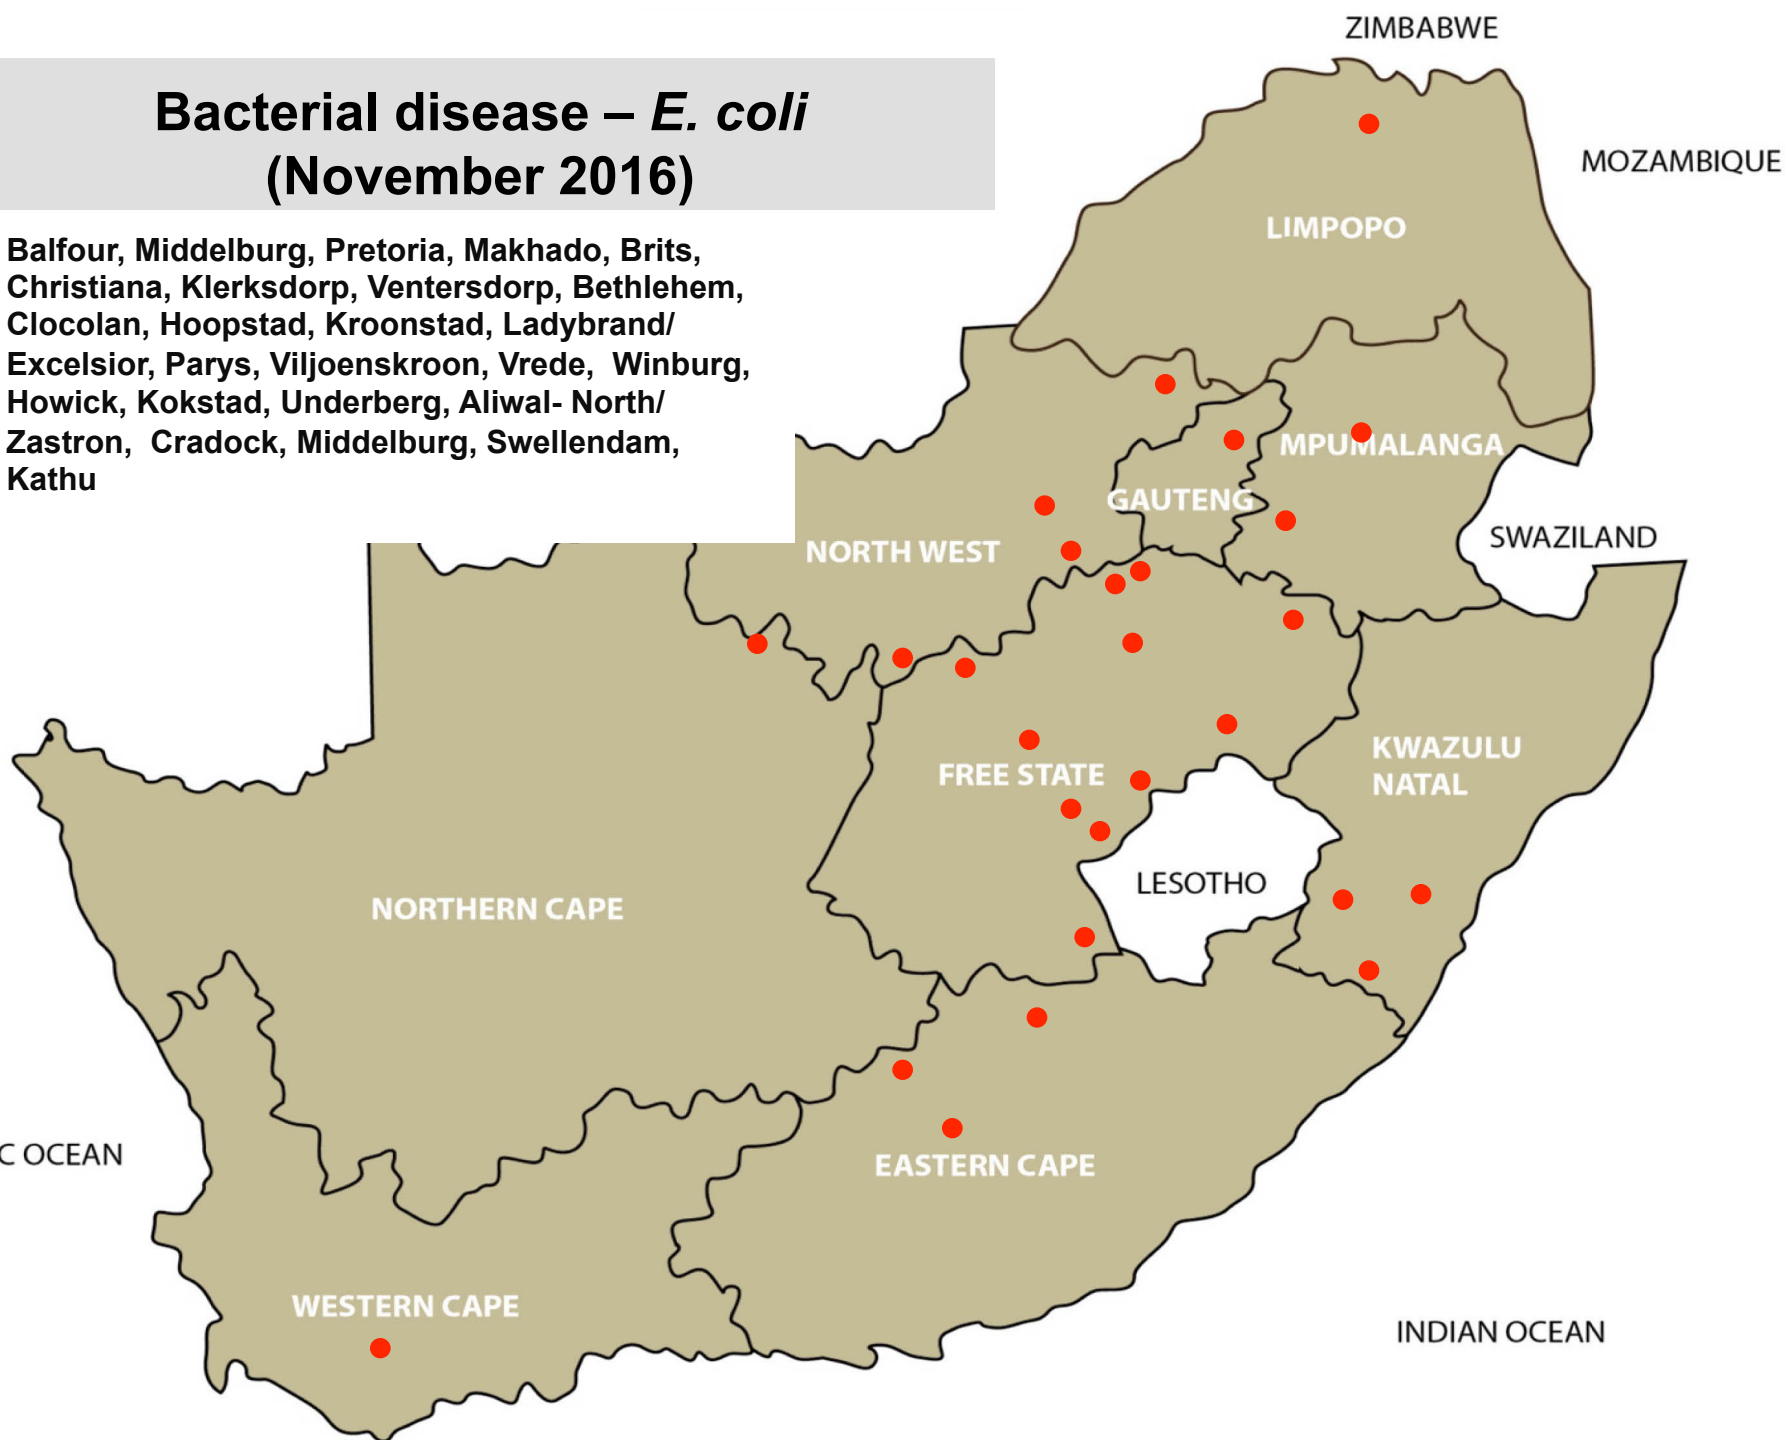 Bacterial disease – E. coli
(November 2016)
Balfour, Middelburg, Pretoria, Makhado, Brits,
Christiana, Klerksdorp, Ventersdorp, Bethlehem,
Clocolan, Hoopstad, Kroonstad, Ladybrand/
Excelsior, Parys, Viljoenskroon, Vrede,  Winburg,
Howick, Kokstad, Underberg, Aliwal- North/
Zastron,  Cradock, Middelburg, Swellendam,
Kathu
ZIMBABWE
MOZAMBIQUE
LIMPOPO
MPUMALANGA
GAUTENG
SWAZILAND
NORTH WEST
KWAZULU
NATAL
FREE STATE
LESOTHO
NORTHERN CAPE
C OCEAN
EASTERN CAPE
WESTERN CAPE
INDIAN OCEAN